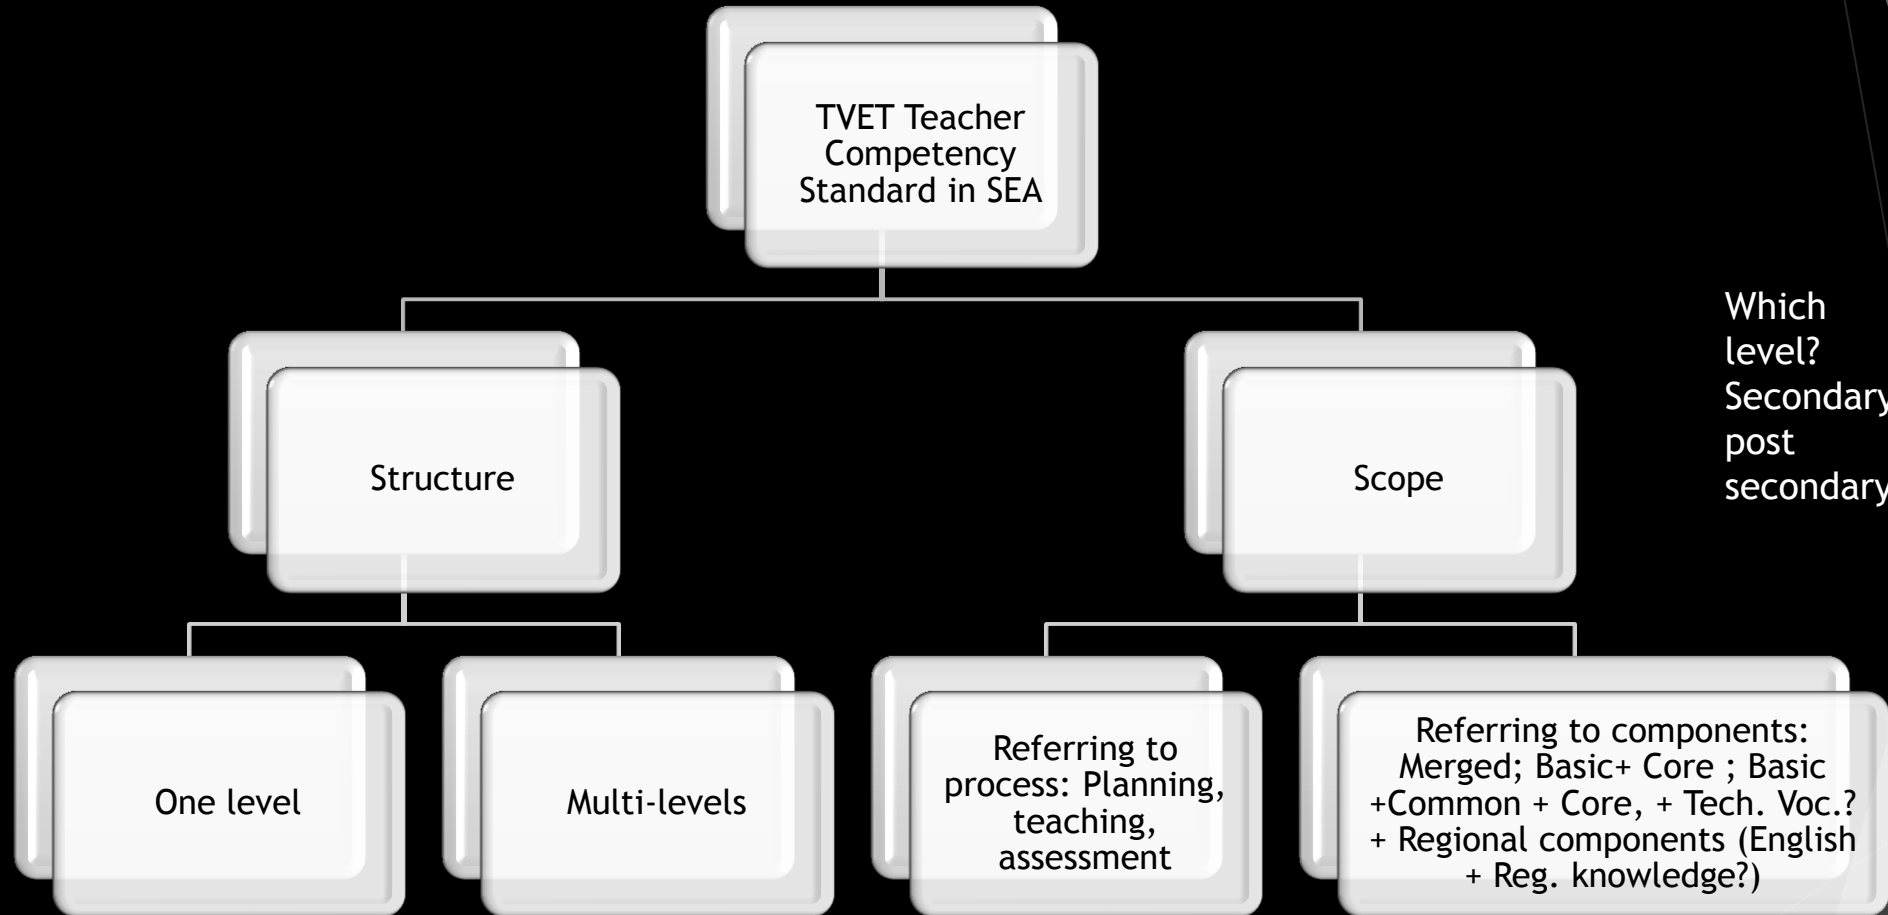 TVET Teacher
Competency
Standard in SEA
Which
level?
Secondary
post
secondary
Structure
Scope
One level
Multi-levels
Referring to
process: Planning,
teaching,
assessment
Referring to components:
Merged; Basic+ Core ; Basic
+Common + Core, + Tech. Voc.?
+ Regional components (English
+ Reg. knowledge?)